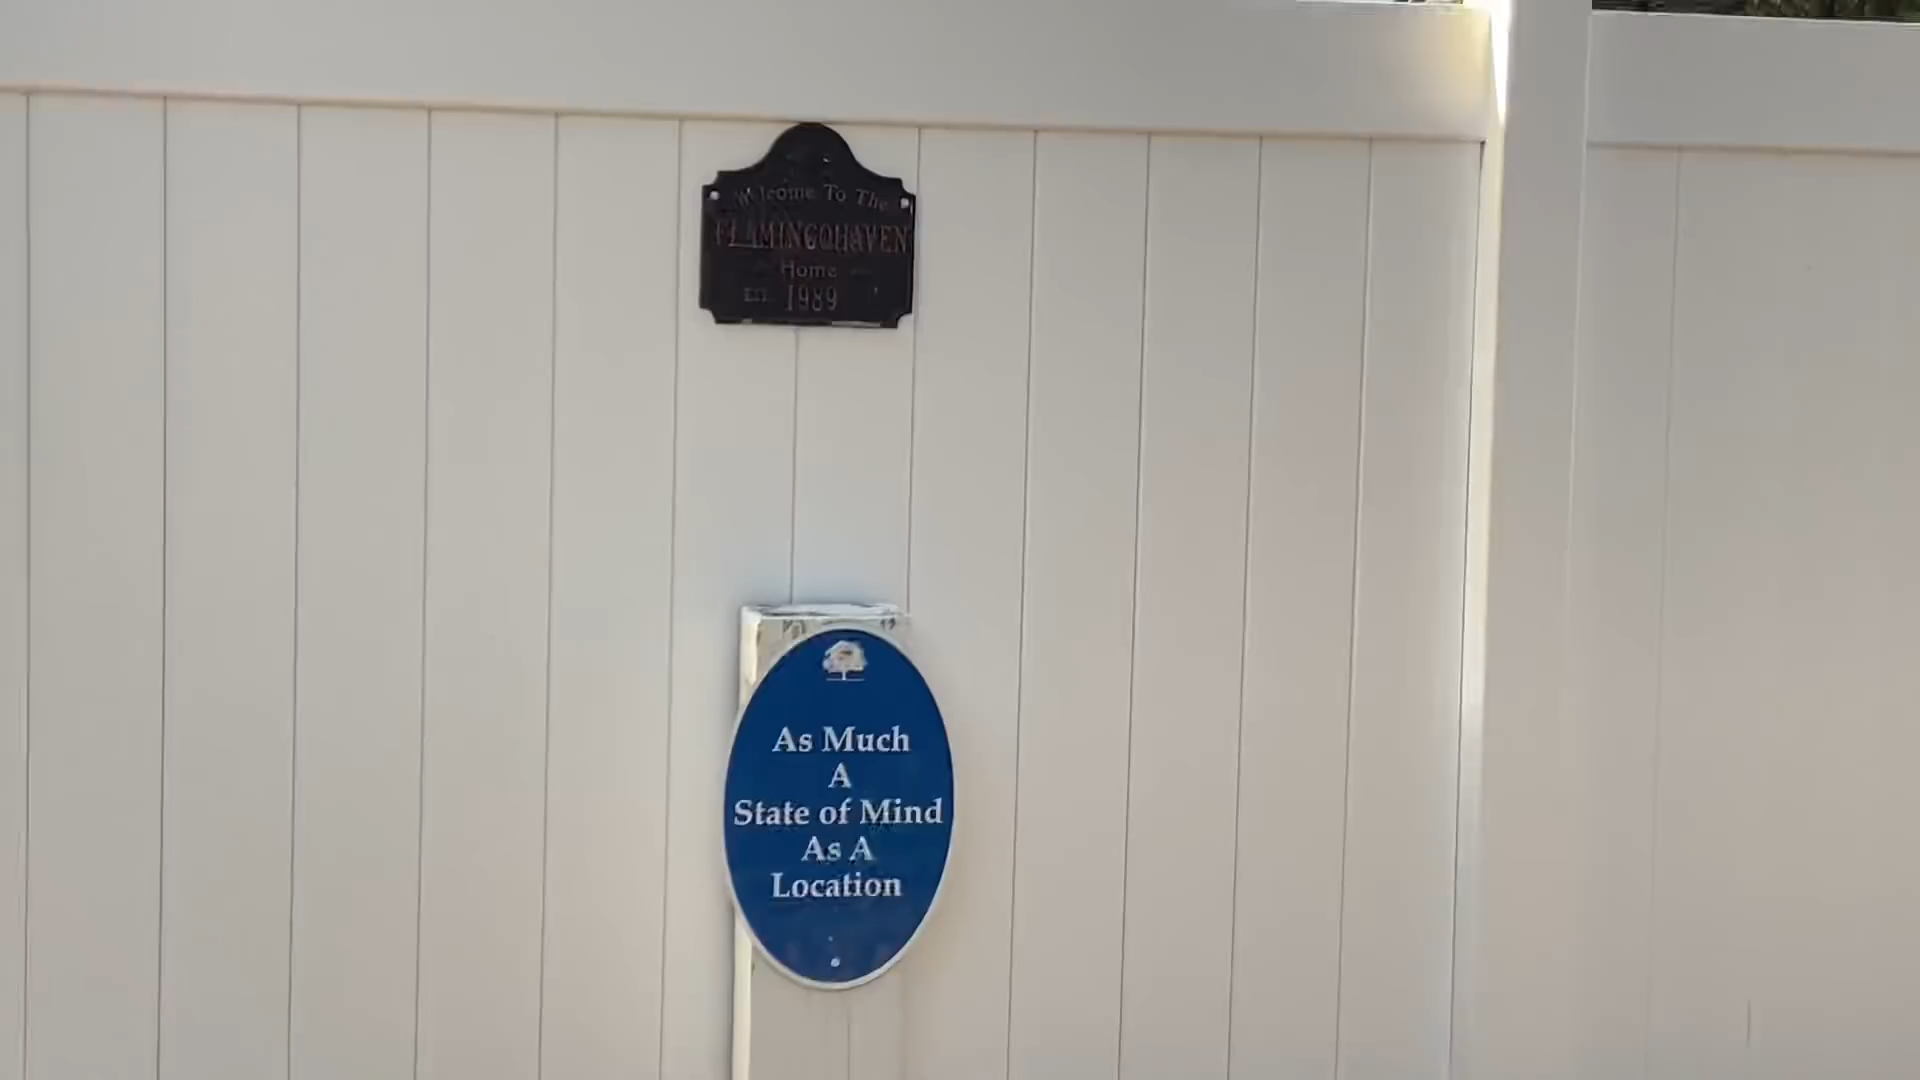 Welcome To The
FLAMINGOHAVEN
Home
EST. 1989
As Much
A
State of Mind
As A
Location